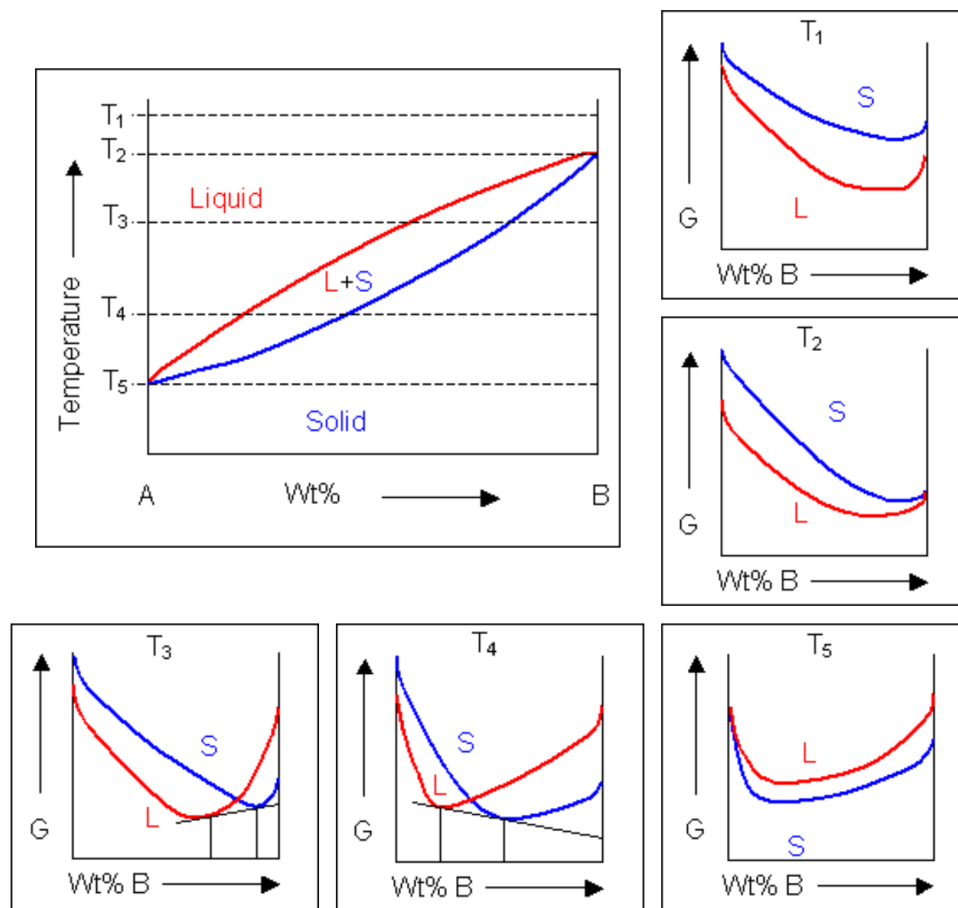 T₁
T₂
Liquid
T₃
L+S
T₄
T₅
Solid
Temperature
A
Wt%
B
T₁
S
L
G
Wt% B
T₂
S
L
G
Wt% B
T₃
S
L
G
Wt% B
T₄
S
L
G
Wt% B
T₅
L
S
G
Wt% B